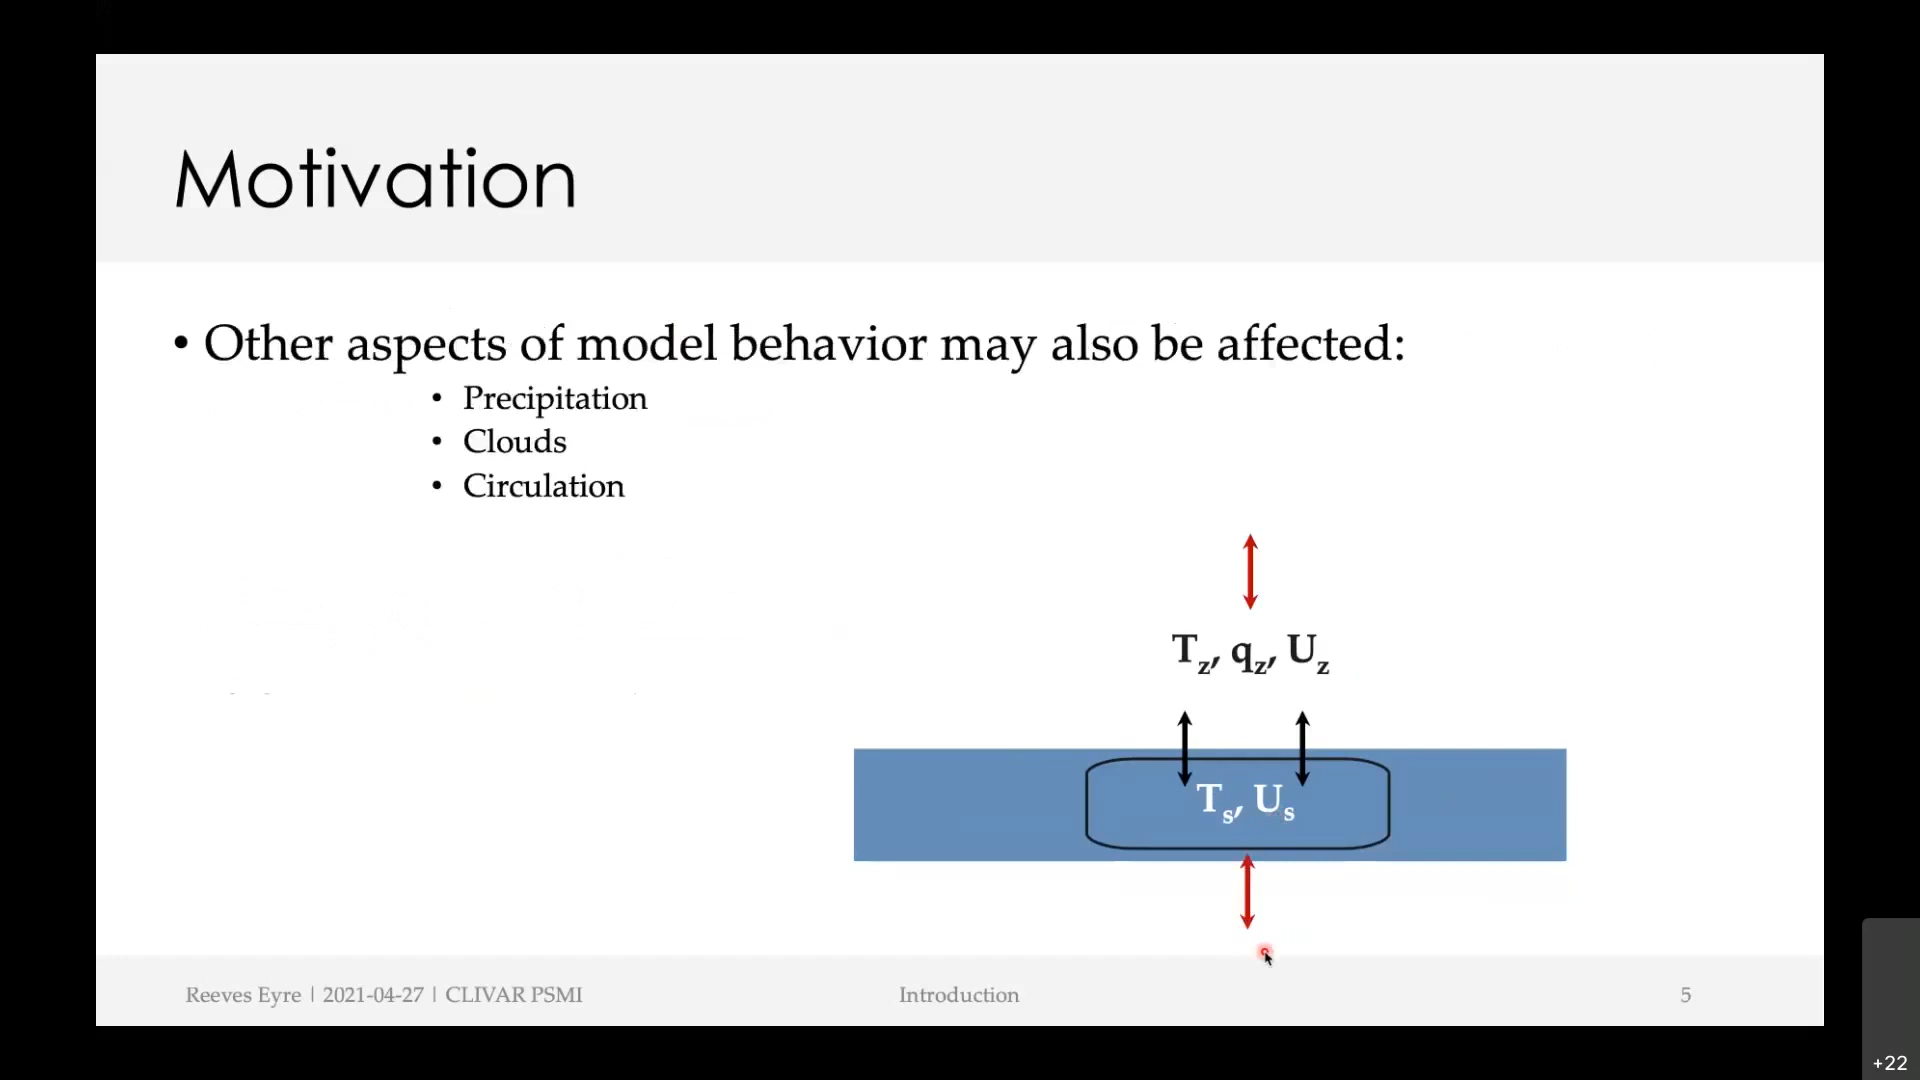 Motivation
• Other aspects of model behavior may also be affected:
• Precipitation
• Clouds
• Circulation
Tz, qz, Uz
Ts, Us
Reeves Eyre | 2021-04-27 | CLIVAR PSMI
Introduction
5
+22